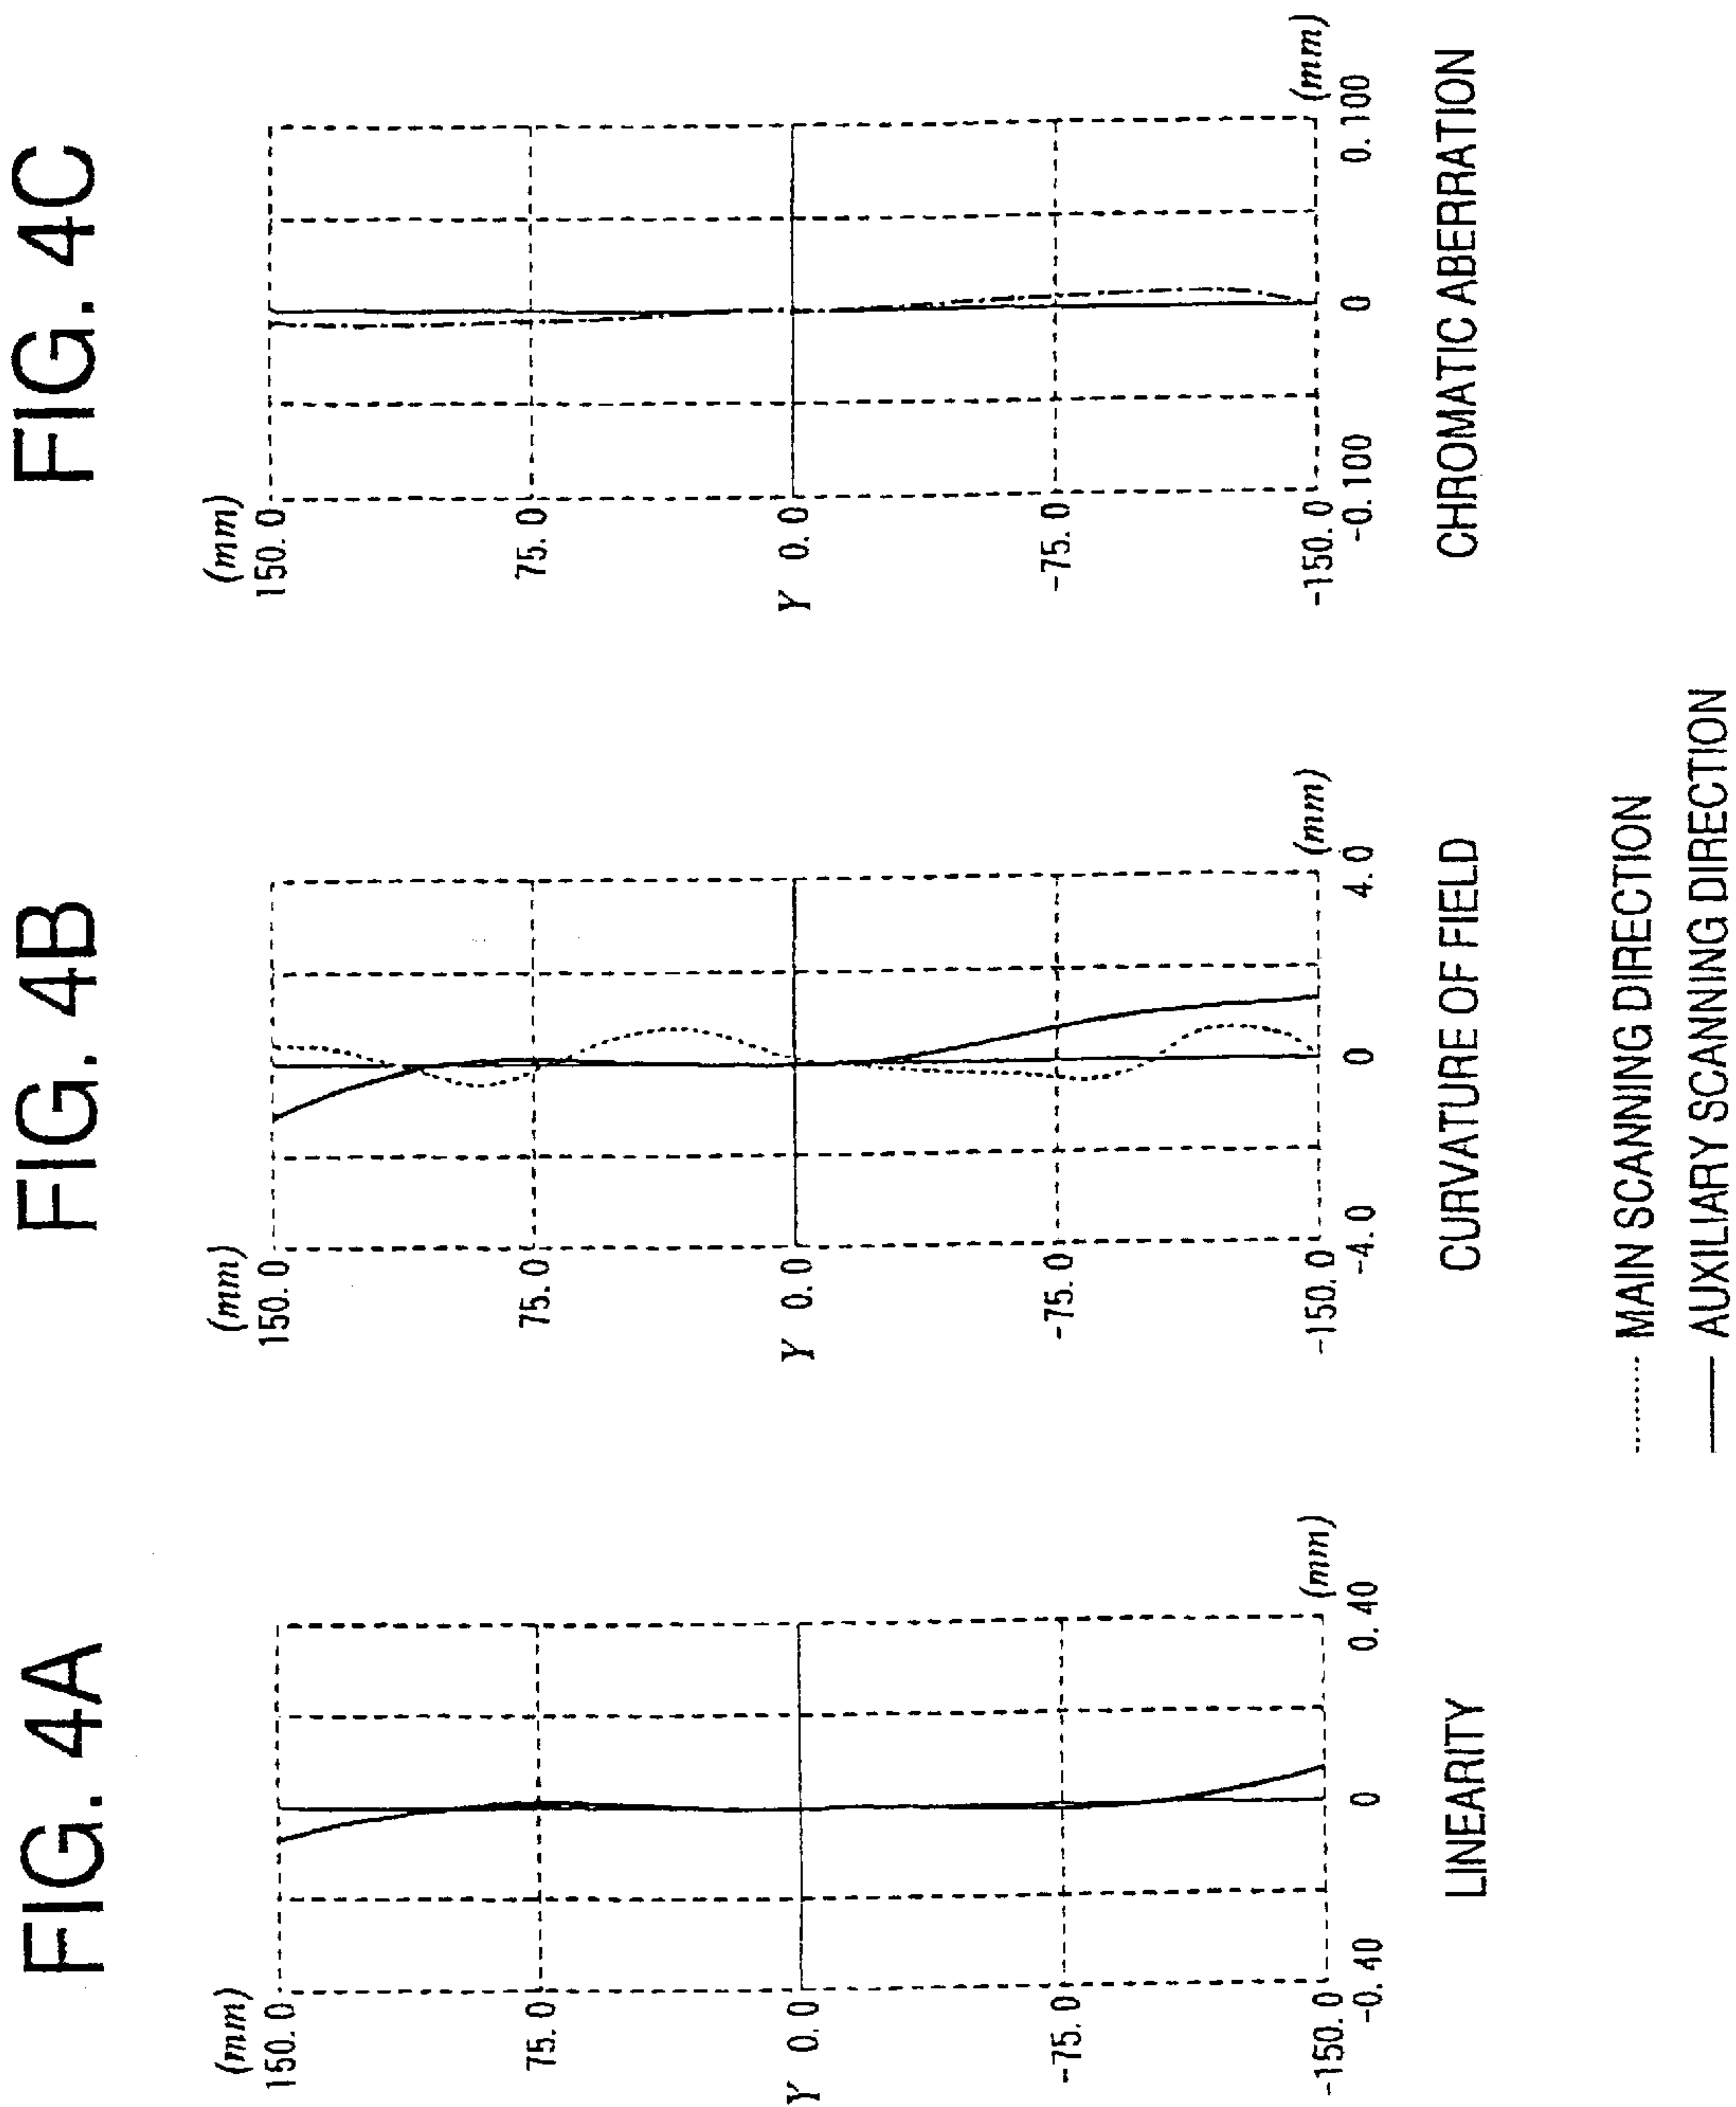 FIG. 4A
(mm)
150. 0
75. 0
Y 0. 0
-75. 0
-150. 0
-0. 40
0
0. 40
(mm)
LINEARITY
FIG. 4B
(mm)
150. 0
75. 0
Y 0. 0
-75. 0
-150. 0
-4. 0
0
4. 0
(mm)
CURVATURE OF FIELD
MAIN SCANNING DIRECTION
AUXILIARY SCANNING DIRECTION
FIG. 4C
(mm)
150. 0
75. 0
Y 0. 0
-75. 0
-150. 0
-0. 100
0
0. 100
(mm)
CHROMATIC ABERRATION